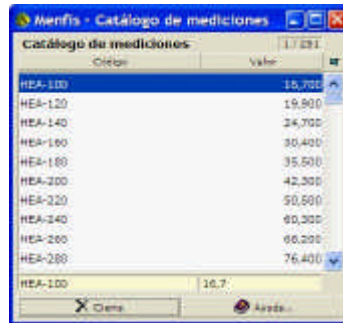 Menfis - Catálogo de mediciones
Catálogo de mediciones 1 / 291
Código Valor
HEA-100 16,700
HEA-120 19,900
HEA-140 24,700
HEA-160 30,400
HEA-180 35,500
HEA-200 42,300
HEA-220 50,500
HEA-240 60,300
HEA-260 68,200
HEA-280 76,400
HEA-100 16,7
Cierra Ayuda...